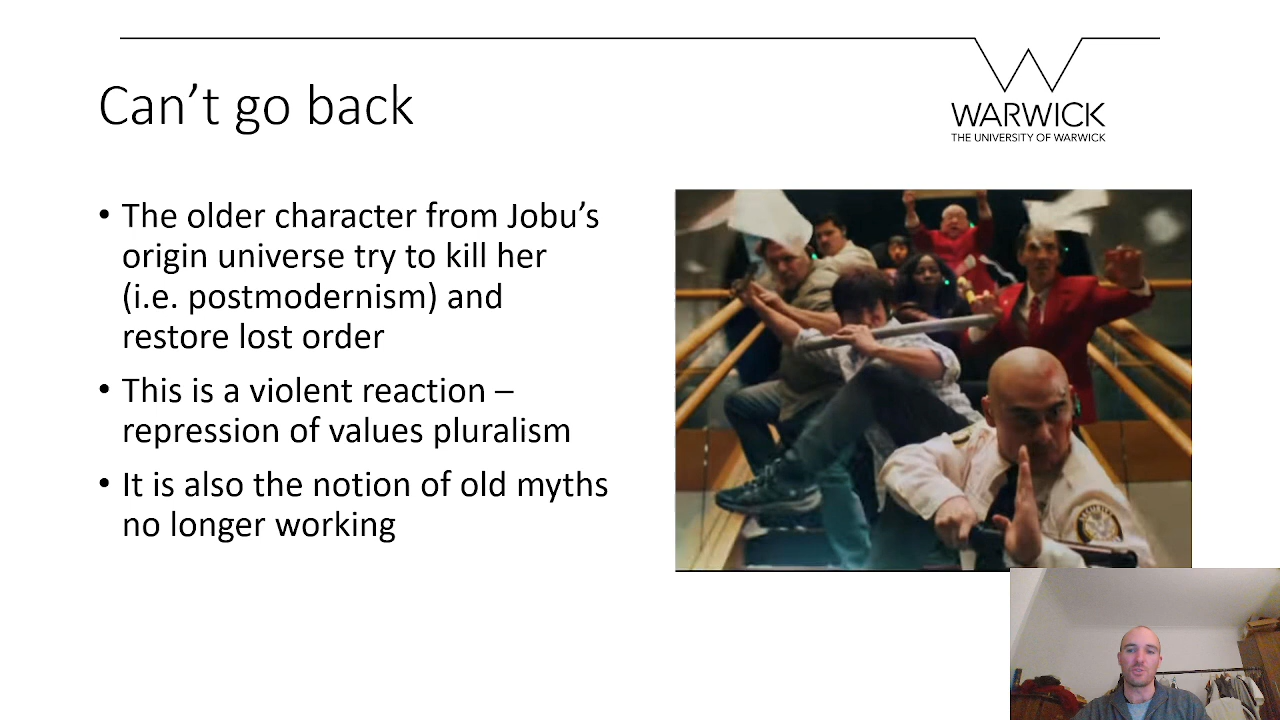 Can’t go back
WARWICK
THE UNIVERSITY OF WARWICK
• The older character from Jobu’s
origin universe try to kill her
(i.e. postmodernism) and
restore lost order
• This is a violent reaction –
repression of values pluralism
• It is also the notion of old myths
no longer working
SECURITY